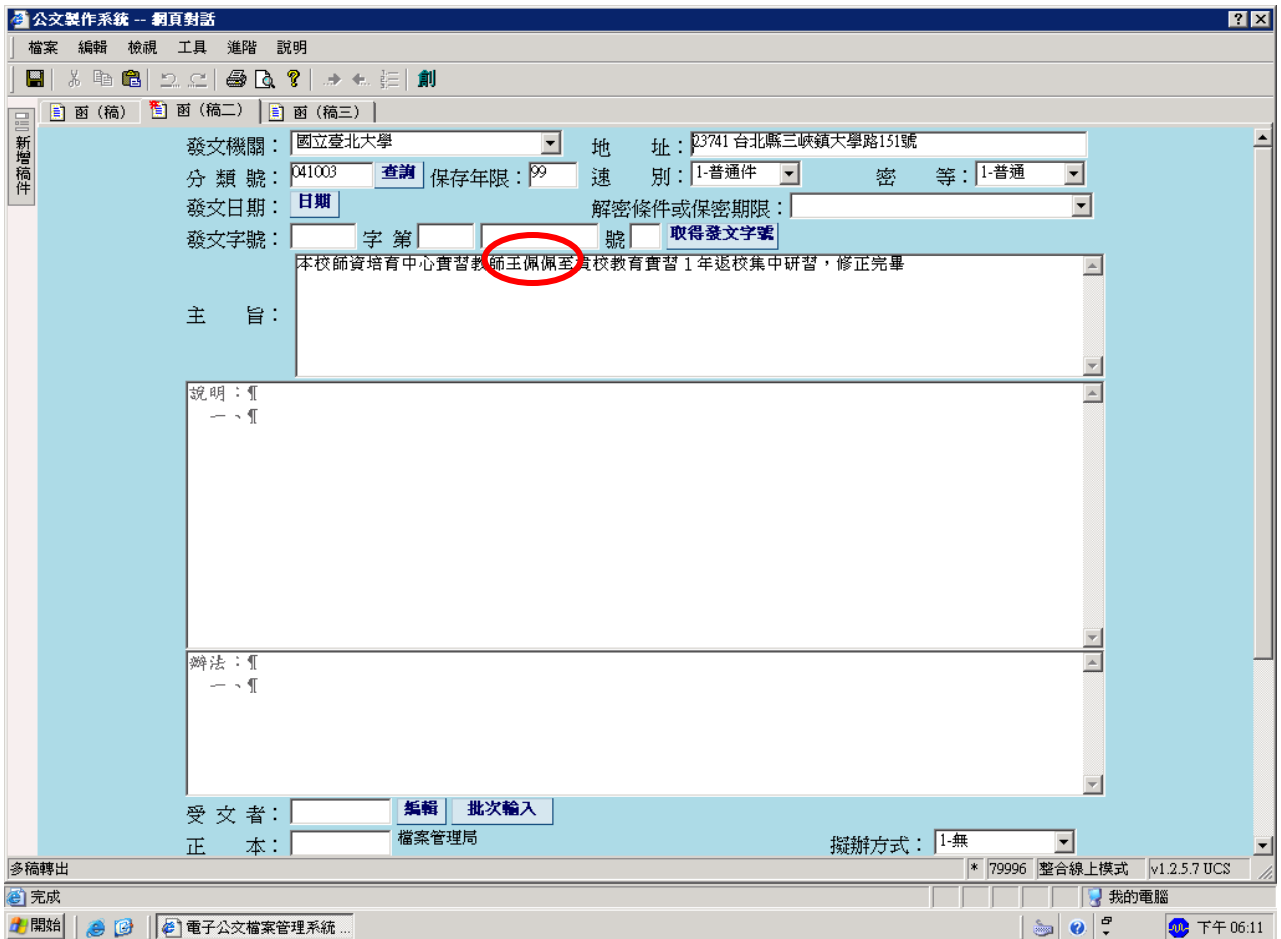 公文製作系統 -- 網頁對話
檔案 編輯 檢視 工具 進階 說明
創
函（稿） 函（稿二） 函（稿三）
新增稿件
發文機關： 國立臺北大學 地 址： 23741 台北縣三峽鎮大學路151號
分 類 號： 041003 查詢 保存年限： 99 速 別： 1-普通件 密 等： 1-普通
發文日期： 日期 解密條件或保密期限：
發文字號： 字 第 號 取得發文字號
主 旨： 本校師資培育中心實習教師王佩佩至貴校教育實習1年返校集中研習，修正完畢
說明：¶
一、¶
辦法：¶
一、¶
受 文 者： 編輯 批次輸入
正 本： 檔案管理局 擬辦方式： 1-無
多稿轉出 * 79996 整合線上模式 v1.2.5.7 UCS
完成 我的電腦
開始 電子公文檔案管理系統 ... 下午 06:11